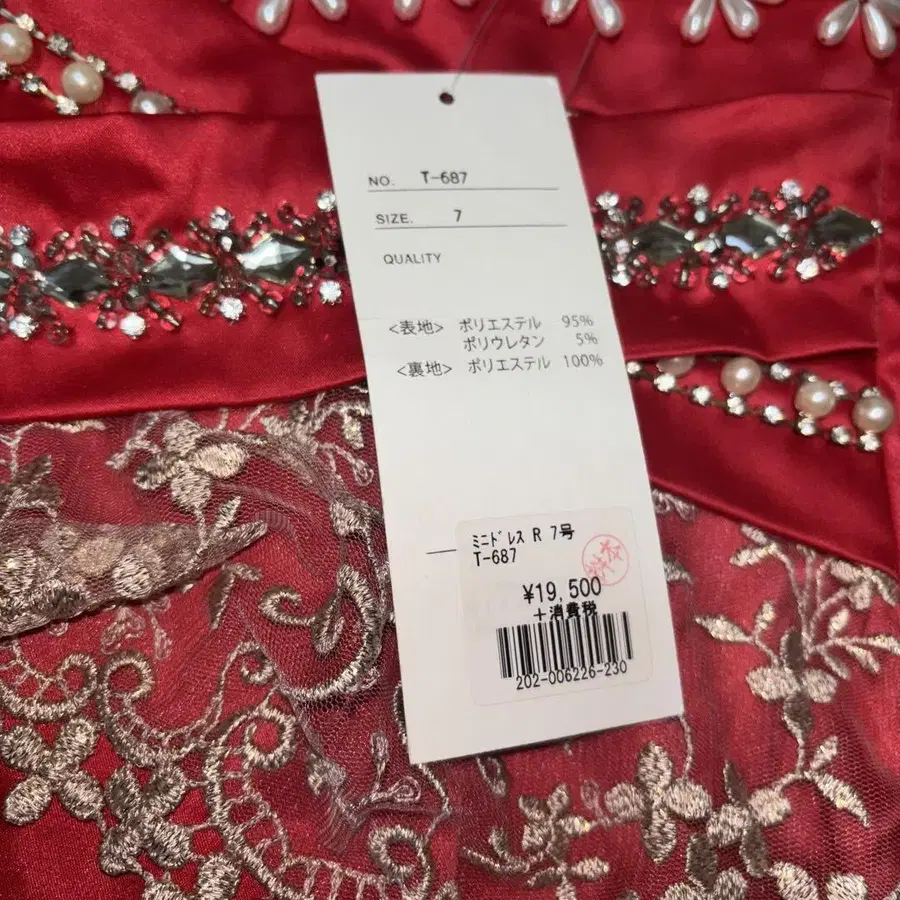 NO. T-687
SIZE. 7
QUALITY
<表地> ポリエステル 95%
ポリウレタン 5%
<裏地> ポリエステル 100%
ﾐﾆﾄﾞﾚｽ R 7号
T-687
¥19,500
+消費税
202-006226-230